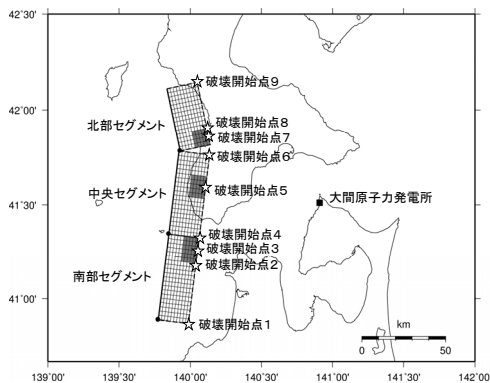 42°30'
破壊開始点9
42°00'
北部セグメント
破壊開始点8
破壊開始点7
破壊開始点6
中央セグメント
破壊開始点5
大間原子力発電所
41°30'
破壊開始点4
破壊開始点3
破壊開始点2
南部セグメント
41°00'
破壊開始点1
km
0 50
139°00' 139°30' 140°00' 140°30' 141°00' 141°30' 142°00'